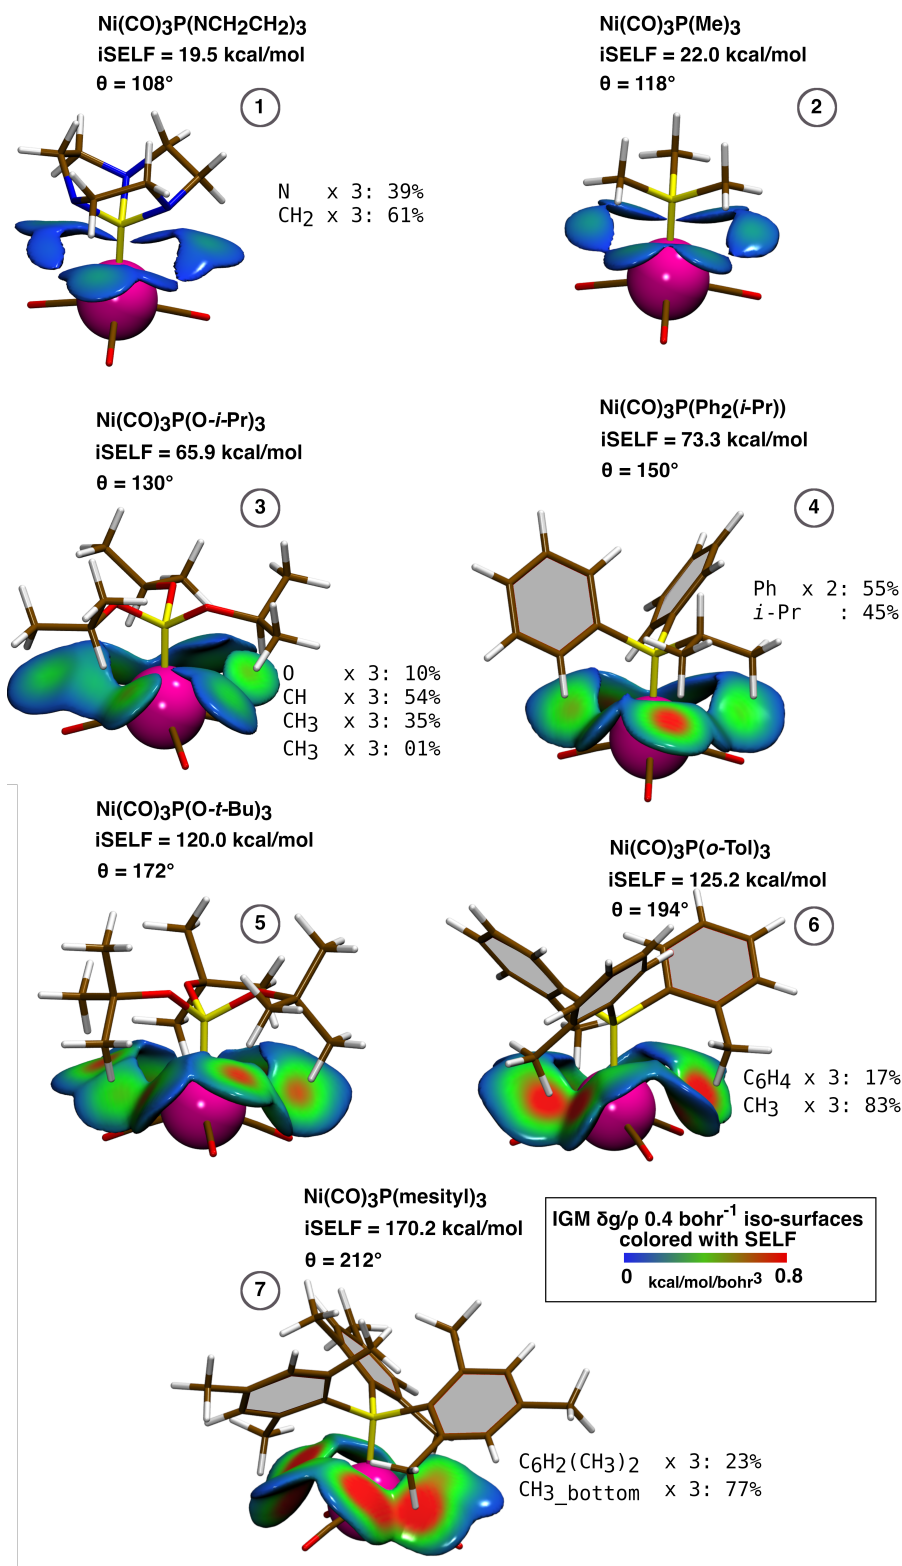 Ni(CO)3P(NCH2CH2)3
iSELF = 19.5 kcal/mol
θ = 108°
1
N x 3: 39%
CH2 x 3: 61%
Ni(CO)3P(Me)3
iSELF = 22.0 kcal/mol
θ = 118°
2
Ni(CO)3P(O-i-Pr)3
iSELF = 65.9 kcal/mol
θ = 130°
3
O x 3: 10%
CH x 3: 54%
CH3 x 3: 35%
CH3 x 3: 01%
Ni(CO)3P(Ph2(i-Pr))
iSELF = 73.3 kcal/mol
θ = 150°
4
Ph x 2: 55%
i-Pr : 45%
Ni(CO)3P(O-t-Bu)3
iSELF = 120.0 kcal/mol
θ = 172°
5
Ni(CO)3P(o-Tol)3
iSELF = 125.2 kcal/mol
θ = 194°
6
C6H4 x 3: 17%
CH3 x 3: 83%
Ni(CO)3P(mesityl)3
iSELF = 170.2 kcal/mol
θ = 212°
7
C6H2(CH3)2 x 3: 23%
CH3_bottom x 3: 77%
IGM δg/ρ 0.4 bohr-1 iso-surfaces
colored with SELF
0 kcal/mol/bohr3 0.8